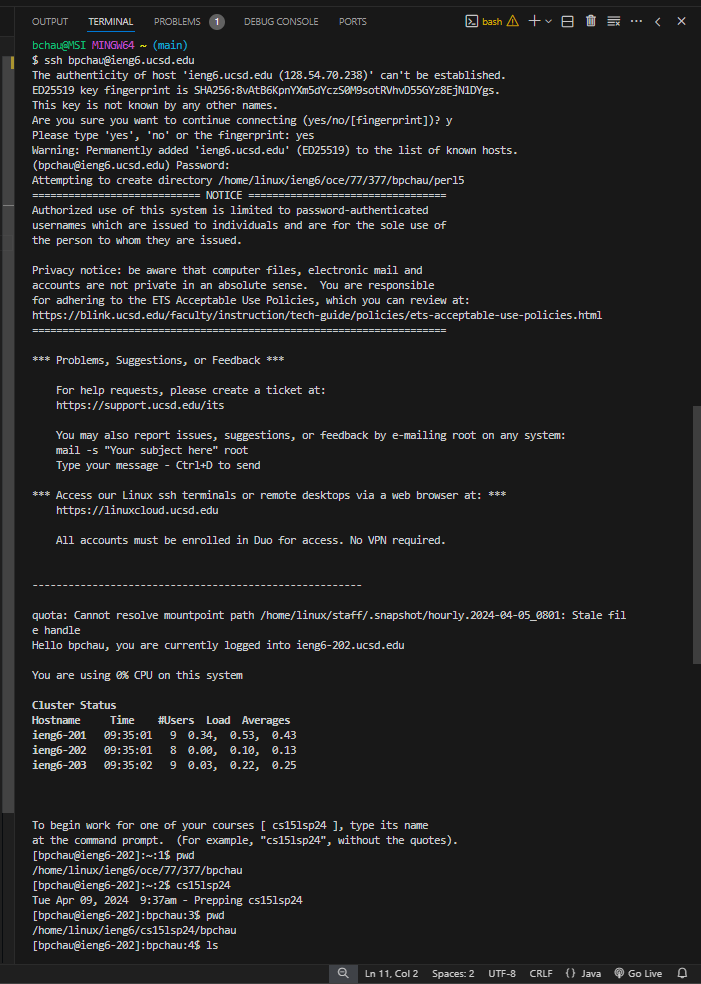 OUTPUT TERMINAL PROBLEMS 1 DEBUG CONSOLE PORTS bash
bchau@MSI MINGW64 ~ (main)
$ ssh bpchau@ieng6.ucsd.edu
The authenticity of host 'ieng6.ucsd.edu (128.54.70.238)' can't be established.
ED25519 key fingerprint is SHA256:8vAtB6KpnYXm5dYczS0M9sotRVhvD55GYz8EjN1DYgs.
This key is not known by any other names.
Are you sure you want to continue connecting (yes/no/[fingerprint])? y
Please type 'yes', 'no' or the fingerprint: yes
Warning: Permanently added 'ieng6.ucsd.edu' (ED25519) to the list of known hosts.
(bpchau@ieng6.ucsd.edu) Password:
Attempting to create directory /home/linux/ieng6/oce/77/377/bpchau/perl5
============================ NOTICE =================================
Authorized use of this system is limited to password-authenticated
usernames which are issued to individuals and are for the sole use of
the person to whom they are issued.
Privacy notice: be aware that computer files, electronic mail and
accounts are not private in an absolute sense.  You are responsible
for adhering to the ETS Acceptable Use Policies, which you can review at:
https://blink.ucsd.edu/faculty/instruction/tech-guide/policies/ets-acceptable-use-policies.html
=====================================================================
*** Problems, Suggestions, or Feedback ***
For help requests, please create a ticket at:
https://support.ucsd.edu/its
You may also report issues, suggestions, or feedback by e-mailing root on any system:
mail -s "Your subject here" root
Type your message - Ctrl+D to send
*** Access our Linux ssh terminals or remote desktops via a web browser at: ***
https://linuxcloud.ucsd.edu
All accounts must be enrolled in Duo for access. No VPN required.
-------------------------------------------------------
quota: Cannot resolve mountpoint path /home/linux/staff/.snapshot/hourly.2024-04-05_0801: Stale fil
e handle
Hello bpchau, you are currently logged into ieng6-202.ucsd.edu
You are using 0% CPU on this system
Cluster Status
Hostname     Time    #Users  Load  Averages
ieng6-201   09:35:01   9  0.34,  0.53,  0.43
ieng6-202   09:35:01   8  0.00,  0.10,  0.13
ieng6-203   09:35:02   9  0.03,  0.22,  0.25
To begin work for one of your courses [ cs15lsp24 ], type its name
at the command prompt.  (For example, "cs15lsp24", without the quotes).
[bpchau@ieng6-202]:~:1$ pwd
/home/linux/ieng6/oce/77/377/bpchau
[bpchau@ieng6-202]:~:2$ cs15lsp24
Tue Apr 09, 2024  9:37am - Prepping cs15lsp24
[bpchau@ieng6-202]:bpchau:3$ pwd
/home/linux/ieng6/cs15lsp24/bpchau
[bpchau@ieng6-202]:bpchau:4$ ls
Ln 11, Col 2 Spaces: 2 UTF-8 CRLF {} Java Go Live